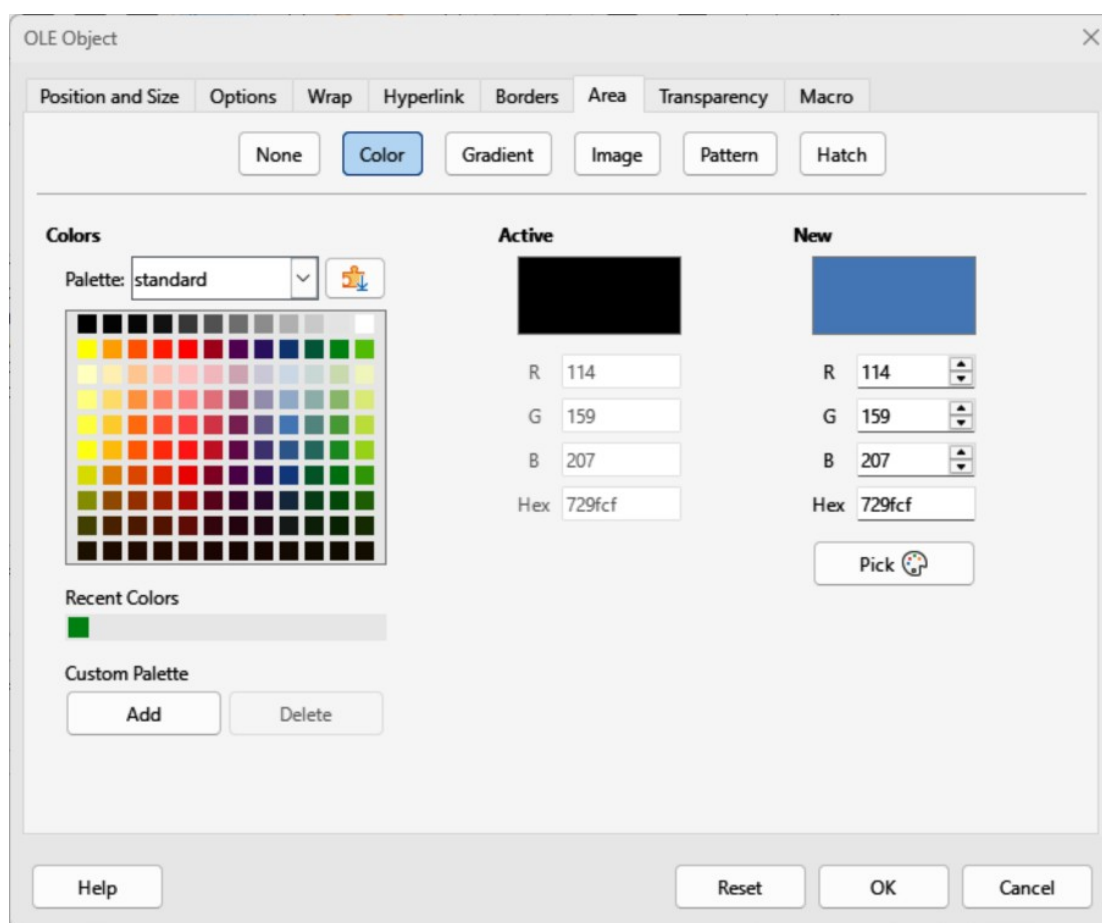 OLE Object
Position and Size Options Wrap Hyperlink Borders Area Transparency Macro
None Color Gradient Image Pattern Hatch
Colors Active New
Palette: standard
R 114 R 114
G 159 G 159
B 207 B 207
Hex 729fcf Hex 729fcf
Pick
Recent Colors
Custom Palette
Add Delete
Help Reset OK Cancel